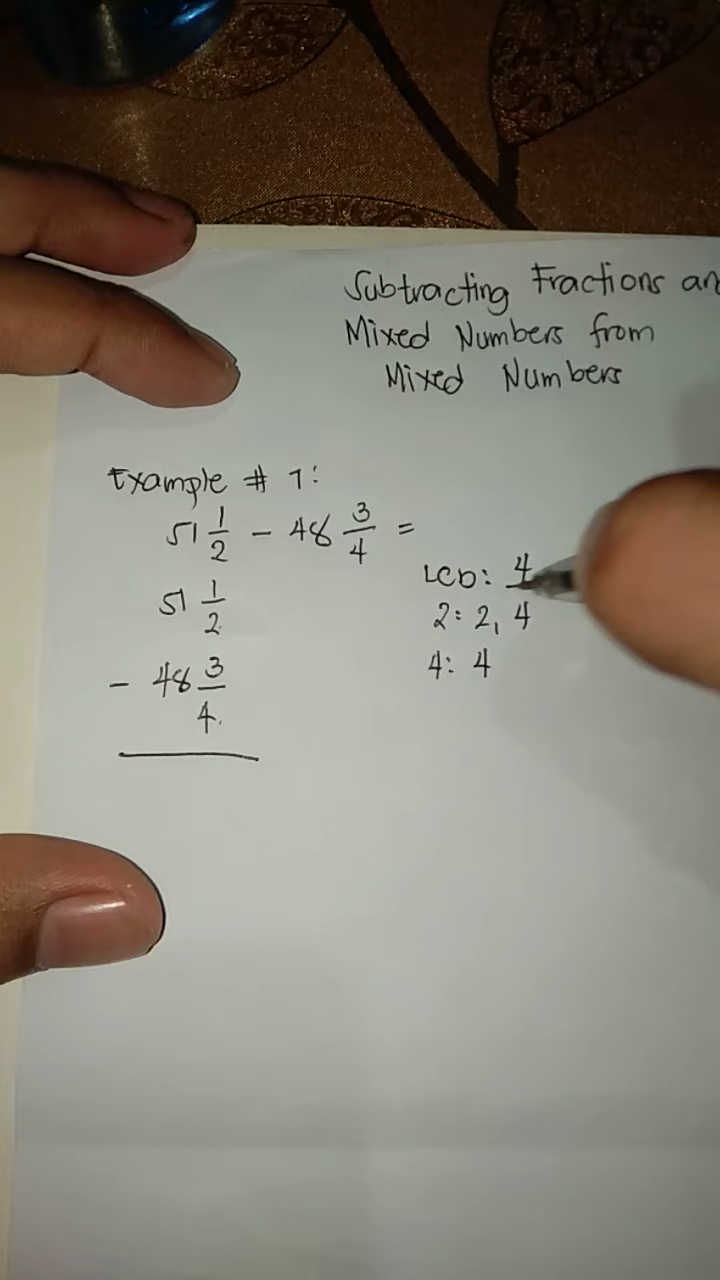 Subtracting Fractions an
Mixed Numbers from
Mixed Numbers
Example # 1:
51 1/2 - 48 3/4 =
LCD: 4
51 1/2
2: 2, 4
- 48 3/4
4: 4